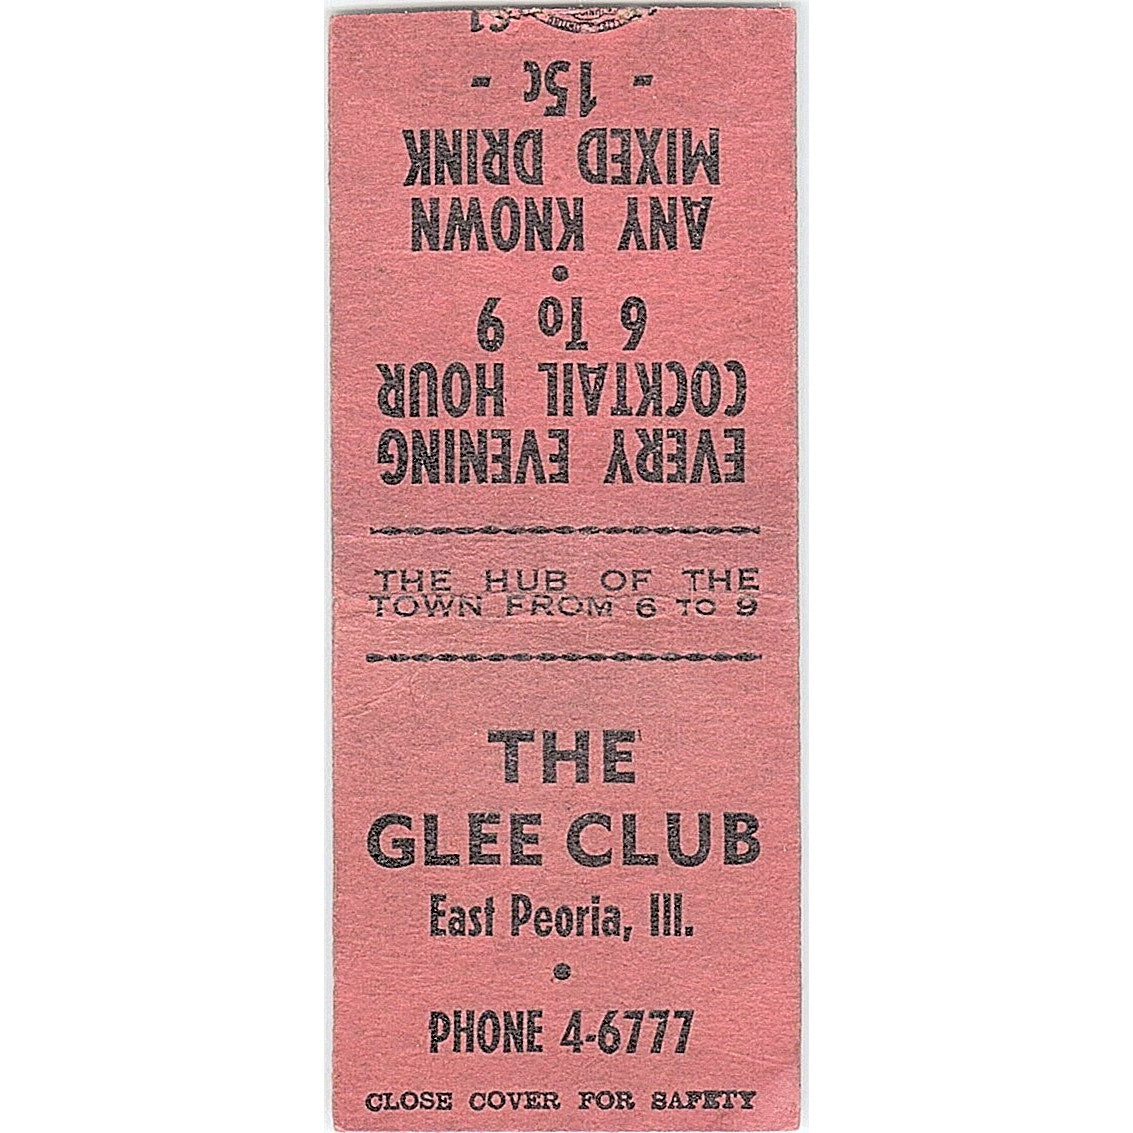 THE
GLEE CLUB
East Peoria, Ill.
•
PHONE 4-6777
CLOSE COVER FOR SAFETY
THE HUB OF THE
TOWN FROM 6 TO 9
EVERY EVENING
COCKTAIL HOUR
6 To 9
•
ANY KNOWN
MIXED DRINK
- 15c -